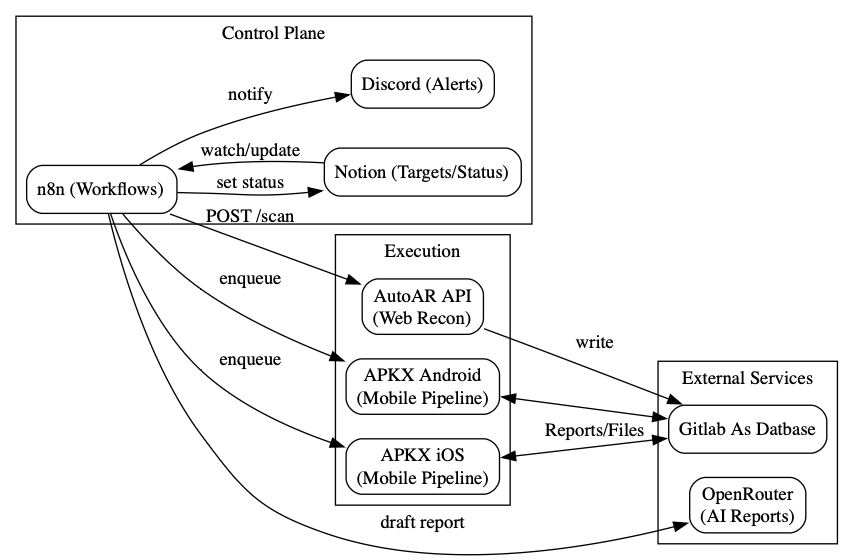 Control Plane
Discord (Alerts)
notify
watch/update
Notion (Targets/Status)
n8n (Workflows)
set status
POST /scan
Execution
enqueue
AutoAR API
(Web Recon)
write
enqueue
APKX Android
(Mobile Pipeline)
External Services
Gitlab As Datbase
Reports/Files
APKX iOS
(Mobile Pipeline)
OpenRouter
(AI Reports)
draft report